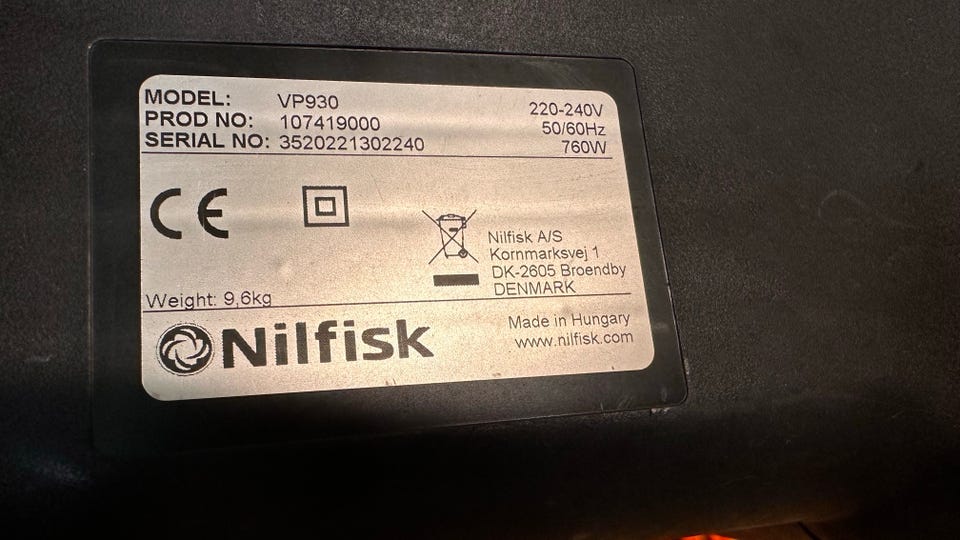 MODEL: VP930 220-240V
PROD NO: 107419000 50/60Hz
SERIAL NO: 3520221302240 760W
CE
Nilfisk A/S
Kornmarksvej 1
DK-2605 Broendby
DENMARK
Weight: 9,6kg
Nilfisk
Made in Hungary
www.nilfisk.com